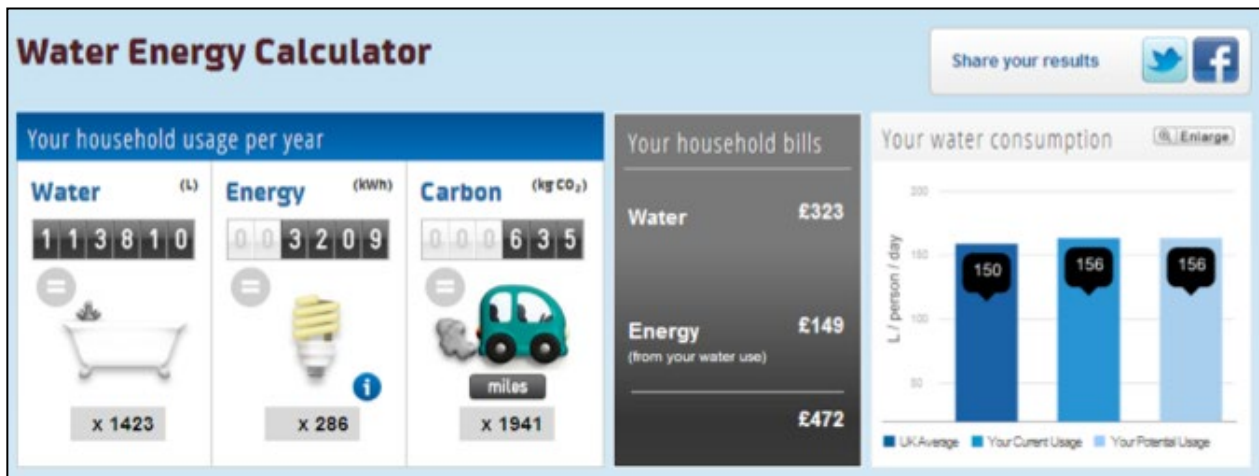 Water Energy Calculator
Share your results
Your household usage per year
Water (L)
113810
x 1423
Energy (kWh)
003209
x 286
Carbon (kg CO₂)
000635
miles
x 1941
Your household bills
Water £323
Energy £149
(from your water use)
£472
Your water consumption
Enlarge
L / person / day
200
150
100
50
150
156
156
UK Average Your Current Usage Your Potential Usage